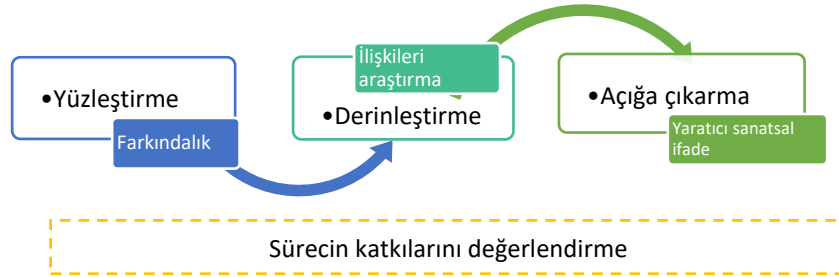 •Yüzleştirme
Farkındalık
İlişkileri
araştırma
•Derinleştirme
•Açığa çıkarma
Yaratıcı sanatsal
ifade
Sürecin katkılarını değerlendirme